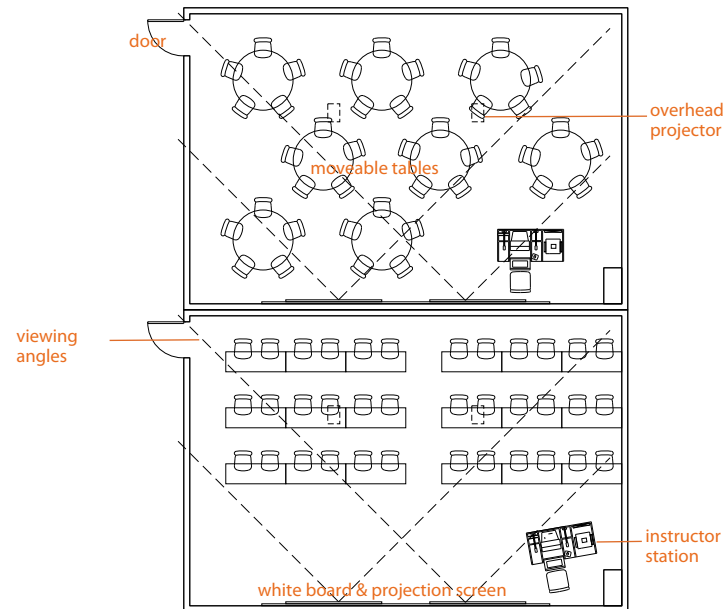 door
overhead
projector
moveable tables
viewing
angles
instructor
station
white board & projection screen